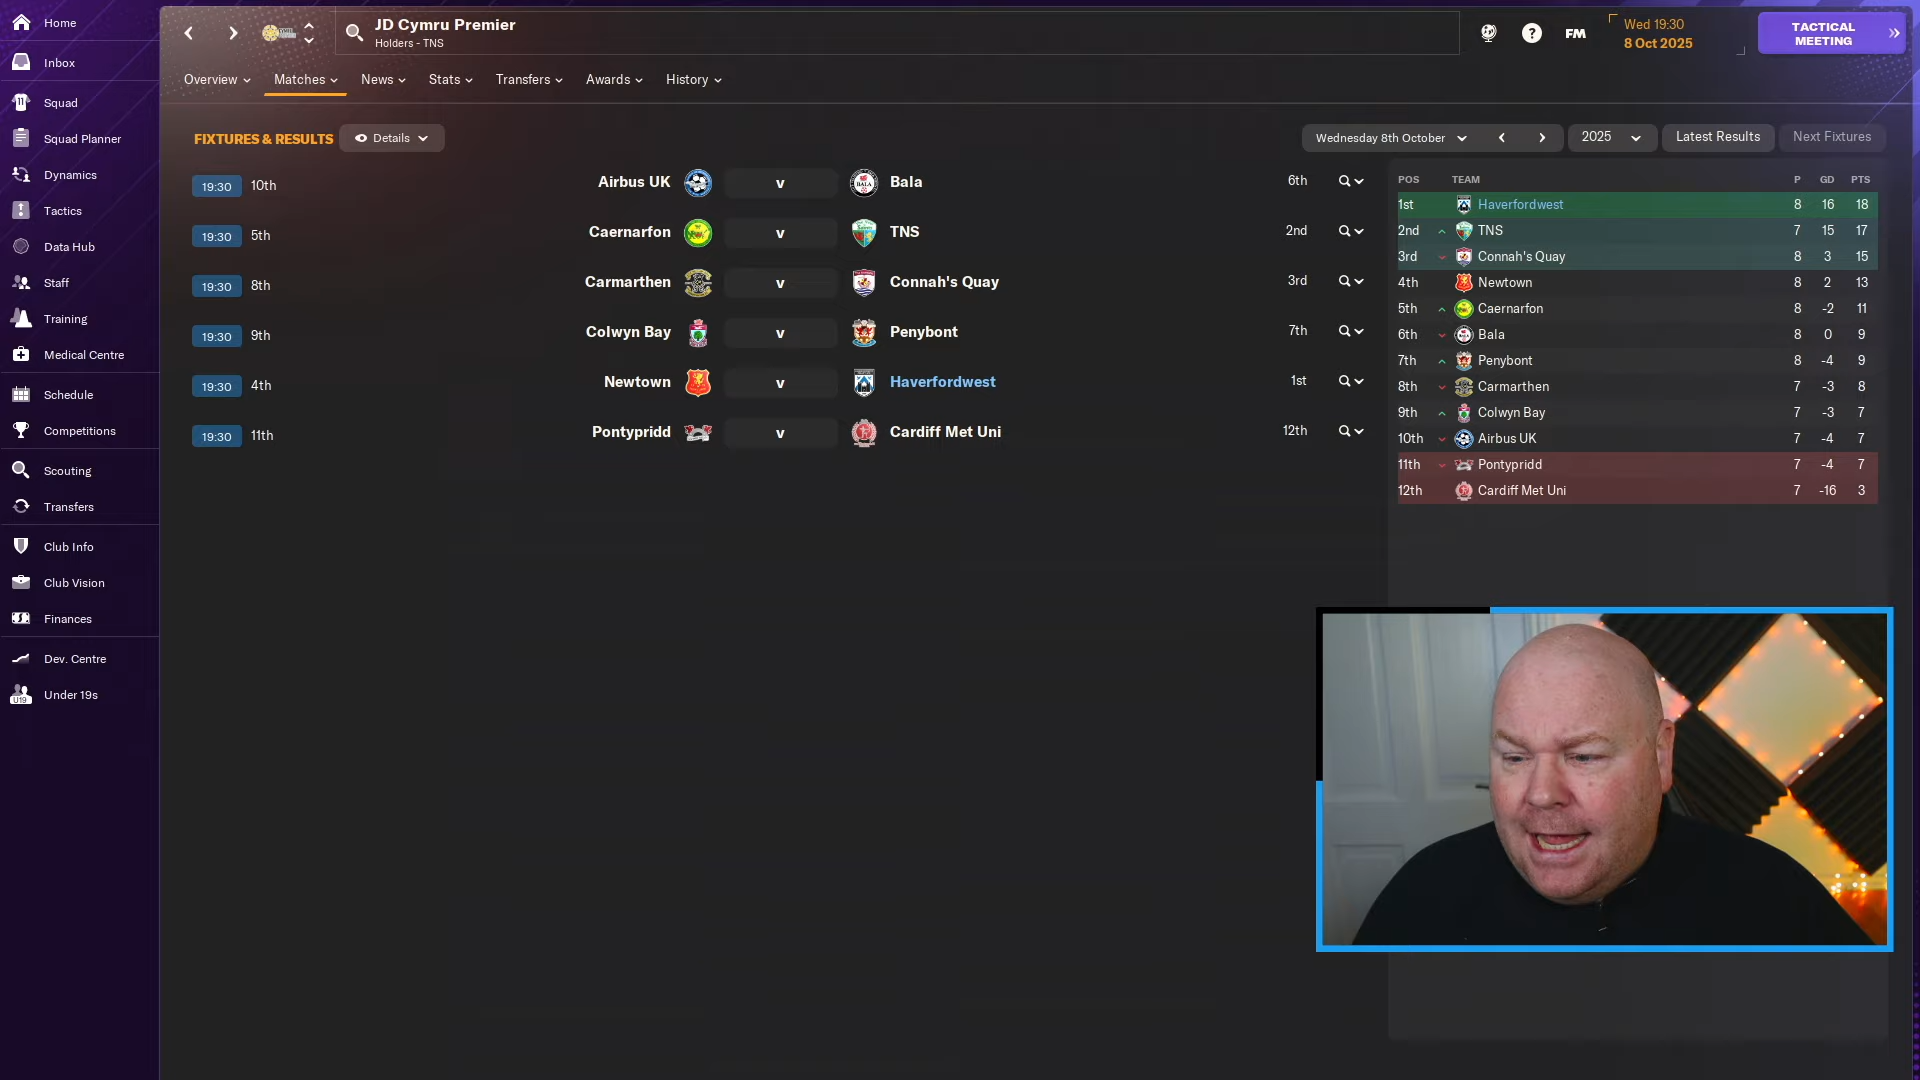 Home
Inbox
Squad
Squad Planner
Dynamics
Tactics
Data Hub
Staff
Training
Medical Centre
Schedule
Competitions
Scouting
Transfers
Club Info
Club Vision
Finances
Dev. Centre
U19 Under 19s
JD Cymru Premier
Holders - TNS
FM
Wed 19:30
8 Oct 2025
TACTICAL
MEETING
Overview Matches News Stats Transfers Awards History
FIXTURES & RESULTS Details
Wednesday 8th October 2025 Latest Results Next Fixtures
19:30 10th Airbus UK v Bala 6th
19:30 5th Caernarfon v TNS 2nd
19:30 8th Carmarthen v Connah's Quay 3rd
19:30 9th Colwyn Bay v Penybont 7th
19:30 4th Newtown v Haverfordwest 1st
19:30 11th Pontypridd v Cardiff Met Uni 12th
POS TEAM P GD PTS
1st Haverfordwest 8 16 18
2nd TNS 7 15 17
3rd Connah's Quay 8 3 15
4th Newtown 8 2 13
5th Caernarfon 8 -2 11
6th Bala 8 0 9
7th Penybont 8 -4 9
8th Carmarthen 7 -3 8
9th Colwyn Bay 7 -3 7
10th Airbus UK 7 -4 7
11th Pontypridd 7 -4 7
12th Cardiff Met Uni 7 -16 3